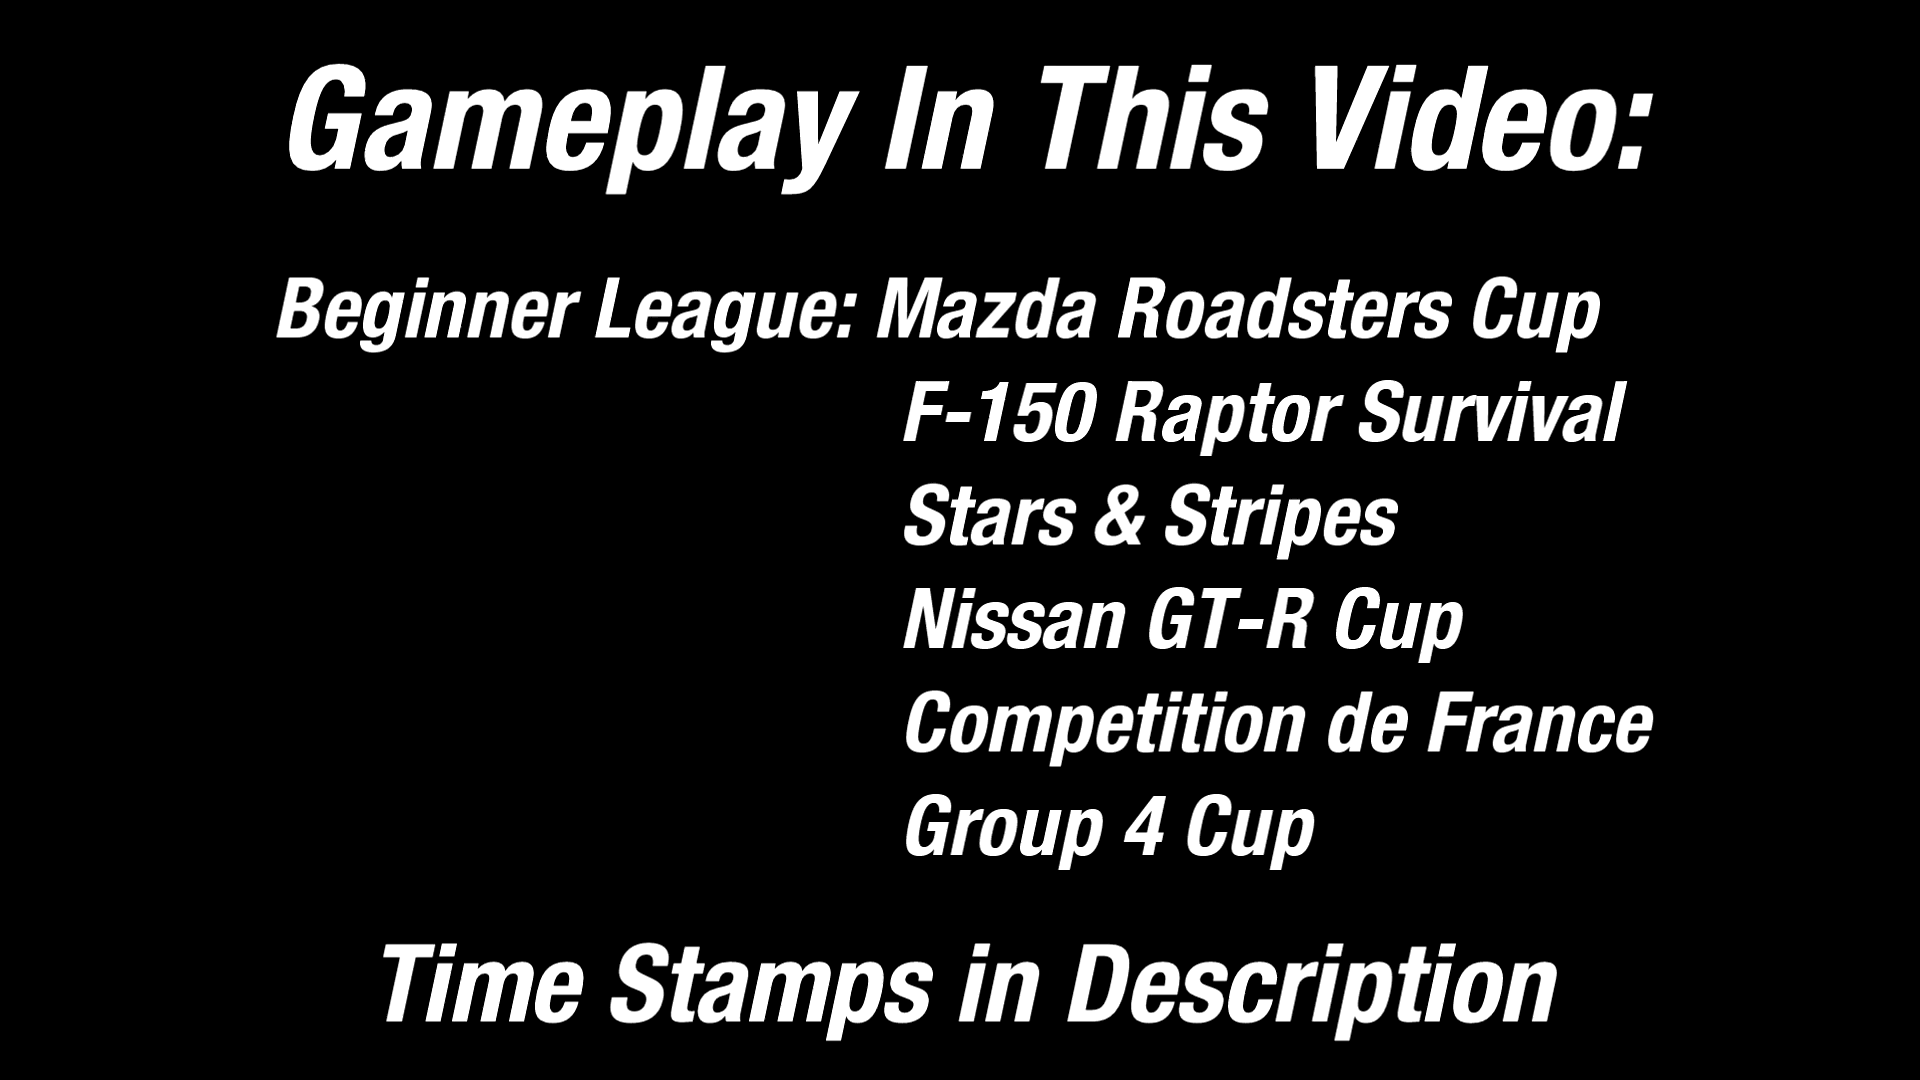 Gameplay In This Video:
Beginner League: Mazda Roadsters Cup
F-150 Raptor Survival
Stars & Stripes
Nissan GT-R Cup
Competition de France
Group 4 Cup
Time Stamps in Description